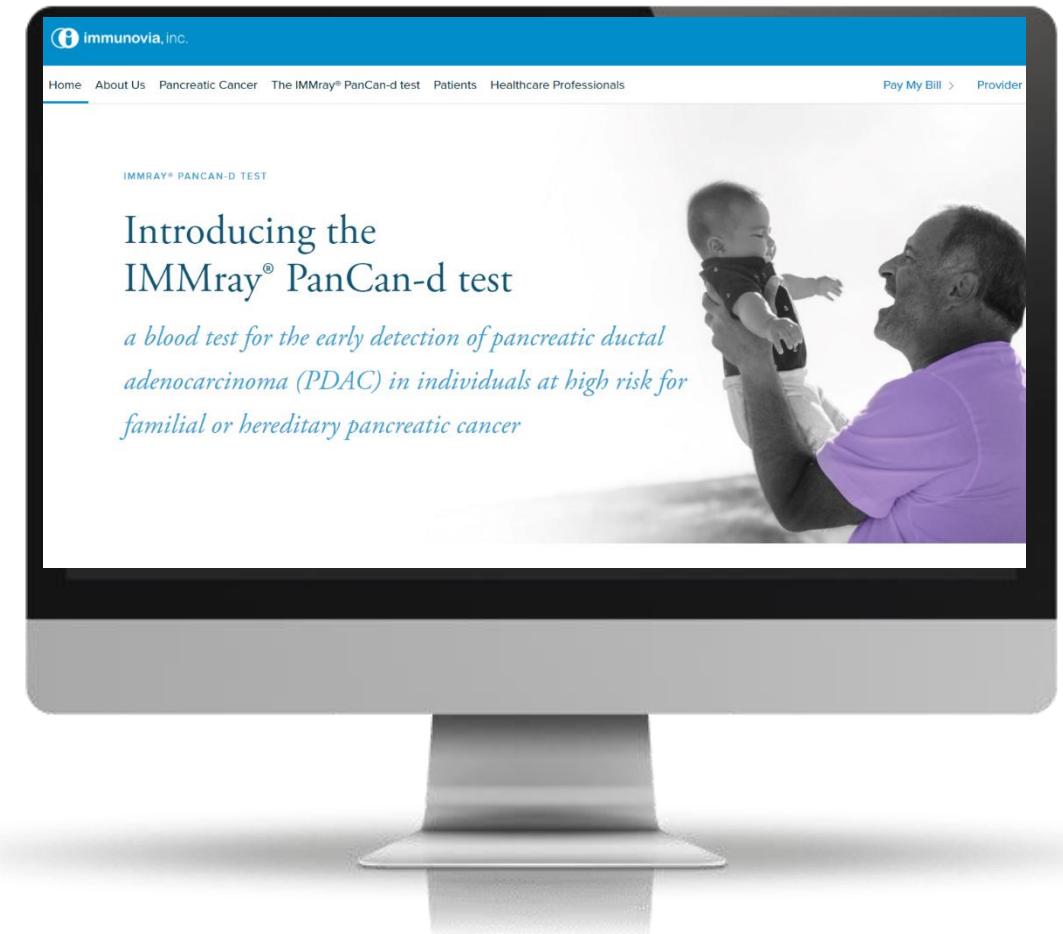 immunovia, inc.
Home About Us Pancreatic Cancer The IMMray® PanCan-d test Patients Healthcare Professionals Pay My Bill > Provider
IMMRAY® PANCAN-D TEST
Introducing the
IMMray® PanCan-d test
a blood test for the early detection of pancreatic ductal
adenocarcinoma (PDAC) in individuals at high risk for
familial or hereditary pancreatic cancer